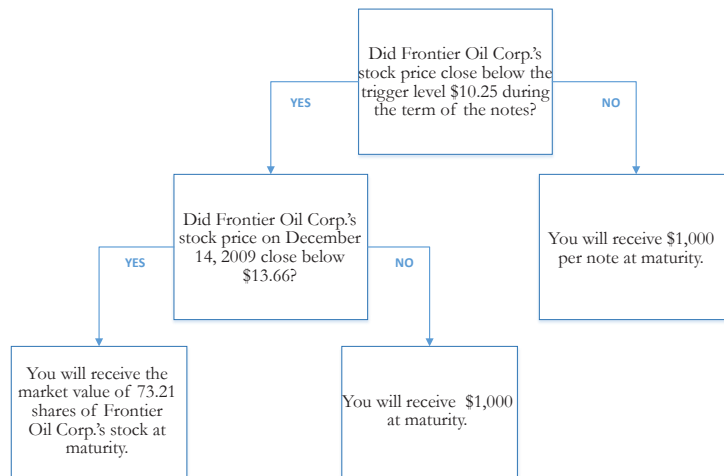 Did Frontier Oil Corp.'s
stock price close below the
trigger level $10.25 during
the term of the notes?
YES
NO
Did Frontier Oil Corp.'s
stock price on December
14, 2009 close below
$13.66?
You will receive $1,000
per note at maturity.
YES
NO
You will receive the
market value of 73.21
shares of Frontier
Oil Corp.'s stock at
maturity.
You will receive $1,000
at maturity.